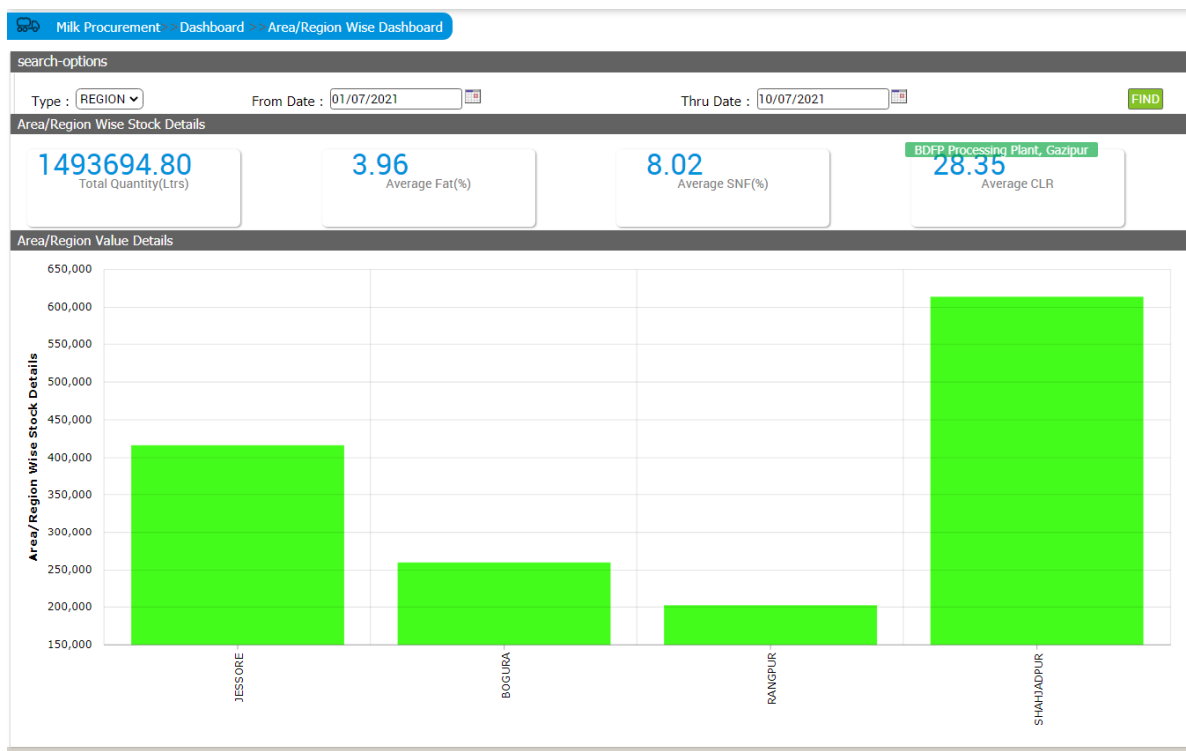 Milk Procurement >> Dashboard >> Area/Region Wise Dashboard
search-options
Type : REGION From Date : 01/07/2021 Thru Date : 10/07/2021 FIND
Area/Region Wise Stock Details
BDFP Processing Plant, Gazipur
1493694.80 3.96 8.02 28.35
Total Quantity(Ltrs) Average Fat(%) Average SNF(%) Average CLR
Area/Region Value Details
650,000
600,000
550,000
500,000
450,000
400,000
350,000
300,000
250,000
200,000
150,000
Area/Region Wise Stock Details
JESSORE
BOGURA
RANGPUR
SHAHJADPUR